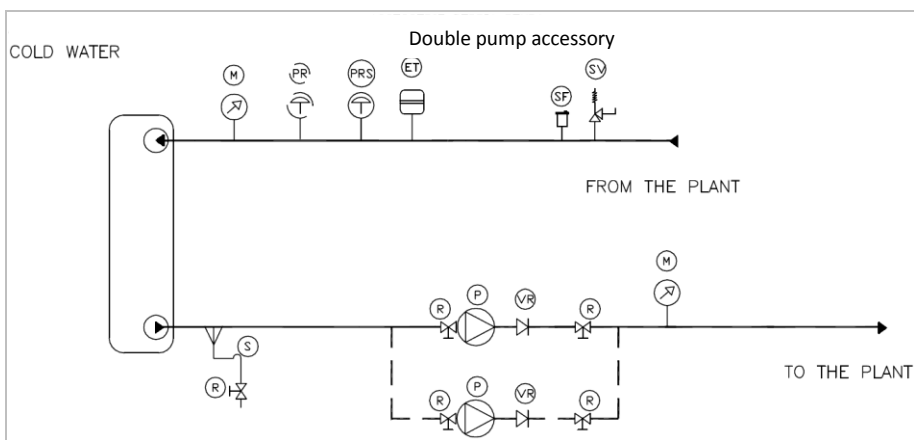 Double pump accessory
COLD WATER
M
PR
PRS
ET
SF
SV
FROM THE PLANT
M
R
P
VR
R
S
R
TO THE PLANT
R
P
VR
R